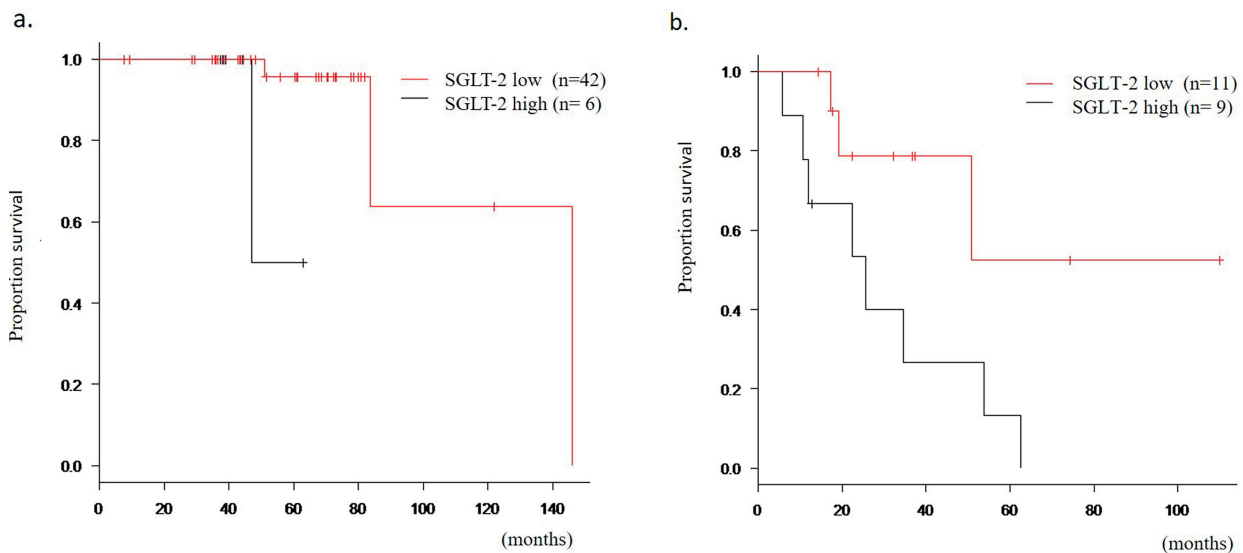 a.
1.0
0.8
0.6
0.4
0.2
0.0
Proportion survival
SGLT-2 low (n=42)
SGLT-2 high (n= 6)
0 20 40 60 80 100 120 140
(months)
b.
1.0
0.8
0.6
0.4
0.2
0.0
Proportion survival
SGLT-2 low (n=11)
SGLT-2 high (n= 9)
0 20 40 60 80 100
(months)